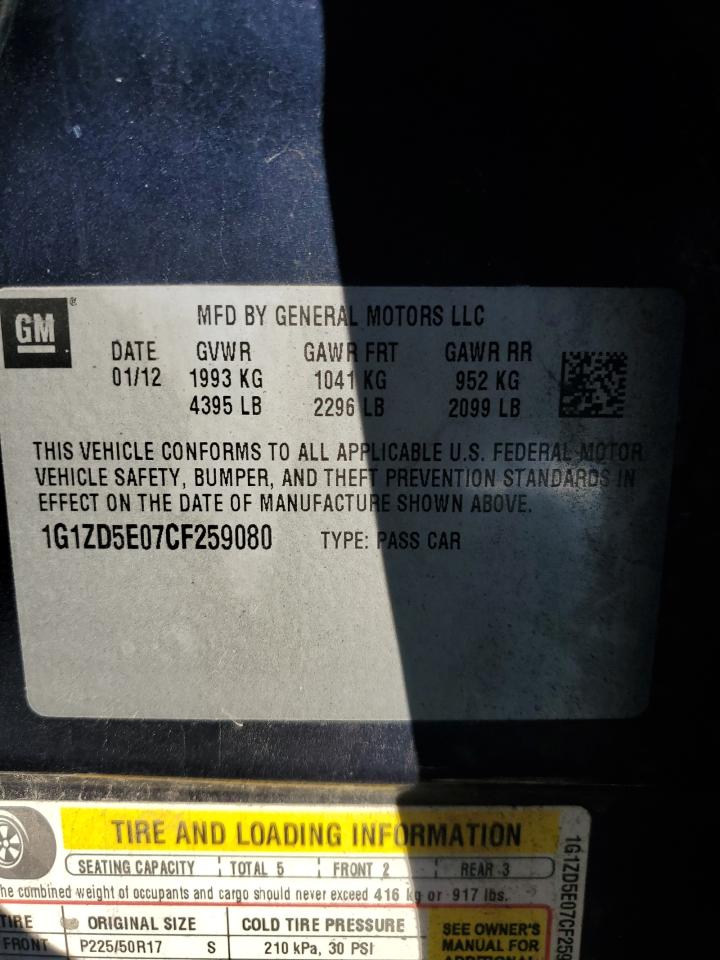 GM ®
MFD BY GENERAL MOTORS LLC
DATE GVWR GAWR FRT GAWR RR
01/12 1993 KG 1041 KG 952 KG
4395 LB 2296 LB 2099 LB
THIS VEHICLE CONFORMS TO ALL APPLICABLE U.S. FEDERAL MOTOR
VEHICLE SAFETY, BUMPER, AND THEFT PREVENTION STANDARDS IN
EFFECT ON THE DATE OF MANUFACTURE SHOWN ABOVE.
1G1ZD5E07CF259080 TYPE: PASS CAR
TIRE AND LOADING INFORMATION
SEATING CAPACITY TOTAL 5 FRONT 2 REAR 3
he combined weight of occupants and cargo should never exceed 416 kg or 917 lbs.
TIRE ORIGINAL SIZE COLD TIRE PRESSURE
FRONT P225/50R17 S 210 kPa, 30 PSI
SEE OWNER'S
MANUAL FOR
1G1ZD5E07CF259